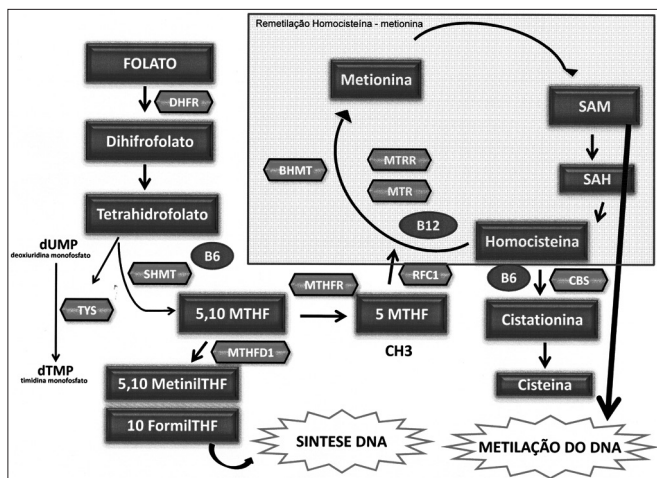 Remetilação Homocisteína - metionina
FOLATO
DHFR
Dihifrofolato
Tetrahidrofolato
dUMP
deoxiuridina monofosfato
TYS
dTMP
timidina monofosfato
SHMT
B6
5,10 MTHF
MTHFR
5 MTHF
CH3
RFC1
MTHFD1
5,10 MetinilTHF
10 FormilTHF
SINTESE DNA
Metionina
BHMT
MTRR
MTR
B12
SAM
SAH
Homocisteina
B6
CBS
Cistationina
Cisteina
METILAÇÃO DO DNA